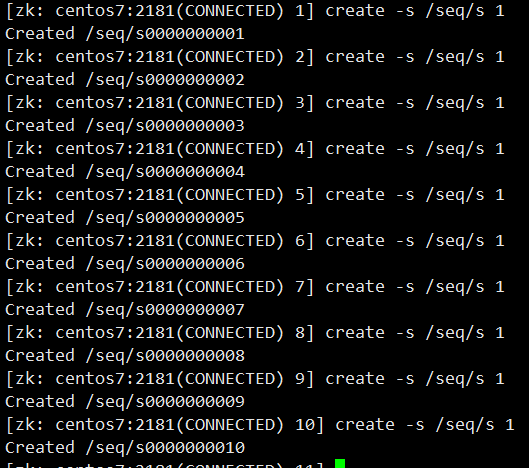 [zk: centos7:2181(CONNECTED) 1] create -s /seq/s 1
Created /seq/s0000000001
[zk: centos7:2181(CONNECTED) 2] create -s /seq/s 1
Created /seq/s0000000002
[zk: centos7:2181(CONNECTED) 3] create -s /seq/s 1
Created /seq/s0000000003
[zk: centos7:2181(CONNECTED) 4] create -s /seq/s 1
Created /seq/s0000000004
[zk: centos7:2181(CONNECTED) 5] create -s /seq/s 1
Created /seq/s0000000005
[zk: centos7:2181(CONNECTED) 6] create -s /seq/s 1
Created /seq/s0000000006
[zk: centos7:2181(CONNECTED) 7] create -s /seq/s 1
Created /seq/s0000000007
[zk: centos7:2181(CONNECTED) 8] create -s /seq/s 1
Created /seq/s0000000008
[zk: centos7:2181(CONNECTED) 9] create -s /seq/s 1
Created /seq/s0000000009
[zk: centos7:2181(CONNECTED) 10] create -s /seq/s 1
Created /seq/s0000000010
[zk: centos7:2181(CONNECTED) 11]